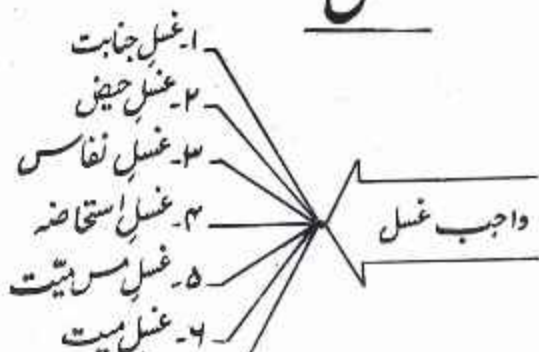 ۱۔ غسلِ جنابت
۲۔ غسلِ حیض
۳۔ غسلِ نفاس
واجب غسل
۴۔ غسلِ استحاضہ
۵۔ غسلِ مس میّت
۶۔ غسلِ میت